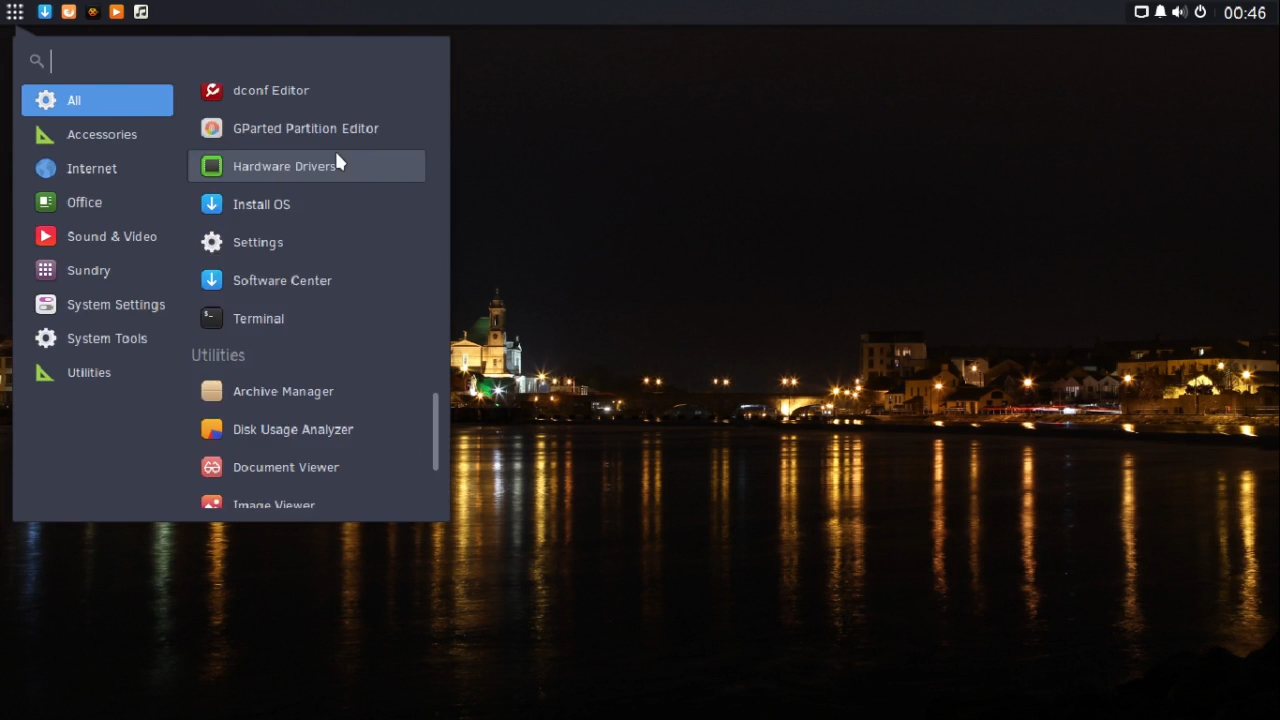 00:46
All
Accessories
Internet
Office
Sound & Video
Sundry
System Settings
System Tools
Utilities
dconf Editor
GParted Partition Editor
Hardware Drivers
Install OS
Settings
Software Center
$_
Terminal
Utilities
Archive Manager
Disk Usage Analyzer
Document Viewer
Image Viewer